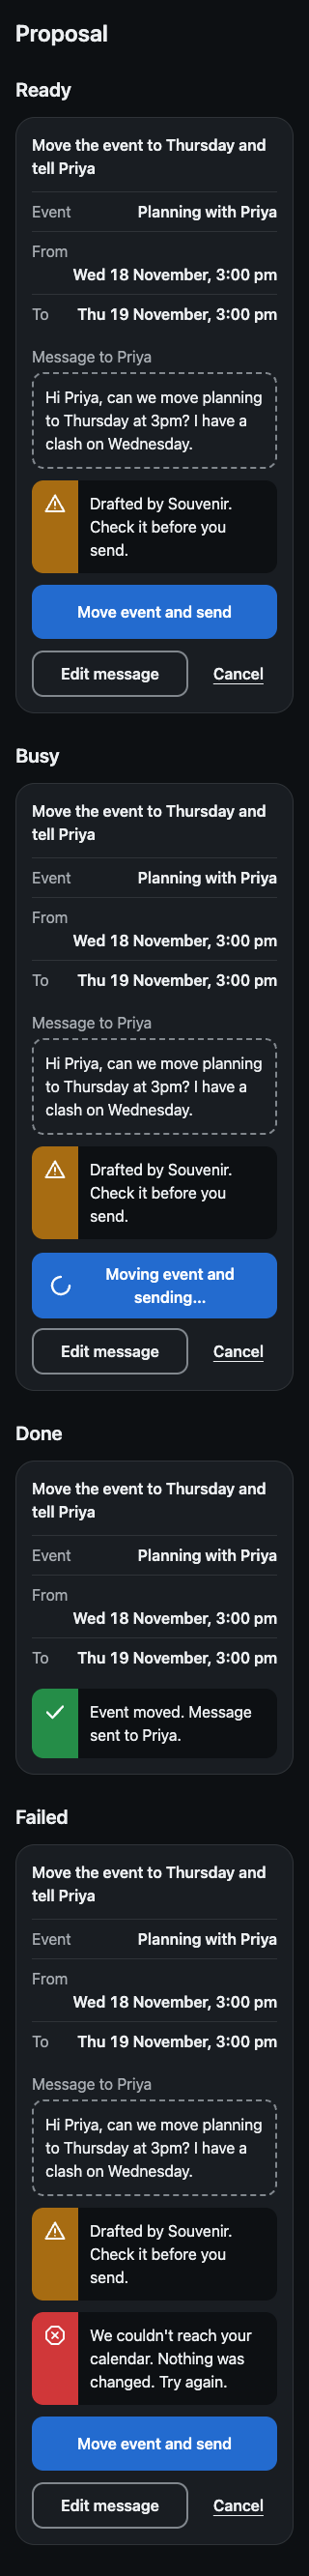 Proposal
Ready
Move the event to Thursday and
tell Priya
Event Planning with Priya
From
Wed 18 November, 3:00 pm
To Thu 19 November, 3:00 pm
Message to Priya
Hi Priya, can we move planning
to Thursday at 3pm? I have a
clash on Wednesday.
Drafted by Souvenir.
Check it before you
send.
Move event and send
Edit message Cancel
Busy
Move the event to Thursday and
tell Priya
Event Planning with Priya
From
Wed 18 November, 3:00 pm
To Thu 19 November, 3:00 pm
Message to Priya
Hi Priya, can we move planning
to Thursday at 3pm? I have a
clash on Wednesday.
Drafted by Souvenir.
Check it before you
send.
Moving event and
sending...
Edit message Cancel
Done
Move the event to Thursday and
tell Priya
Event Planning with Priya
From
Wed 18 November, 3:00 pm
To Thu 19 November, 3:00 pm
Event moved. Message
sent to Priya.
Failed
Move the event to Thursday and
tell Priya
Event Planning with Priya
From
Wed 18 November, 3:00 pm
To Thu 19 November, 3:00 pm
Message to Priya
Hi Priya, can we move planning
to Thursday at 3pm? I have a
clash on Wednesday.
Drafted by Souvenir.
Check it before you
send.
We couldn't reach your
calendar. Nothing was
changed. Try again.
Move event and send
Edit message Cancel